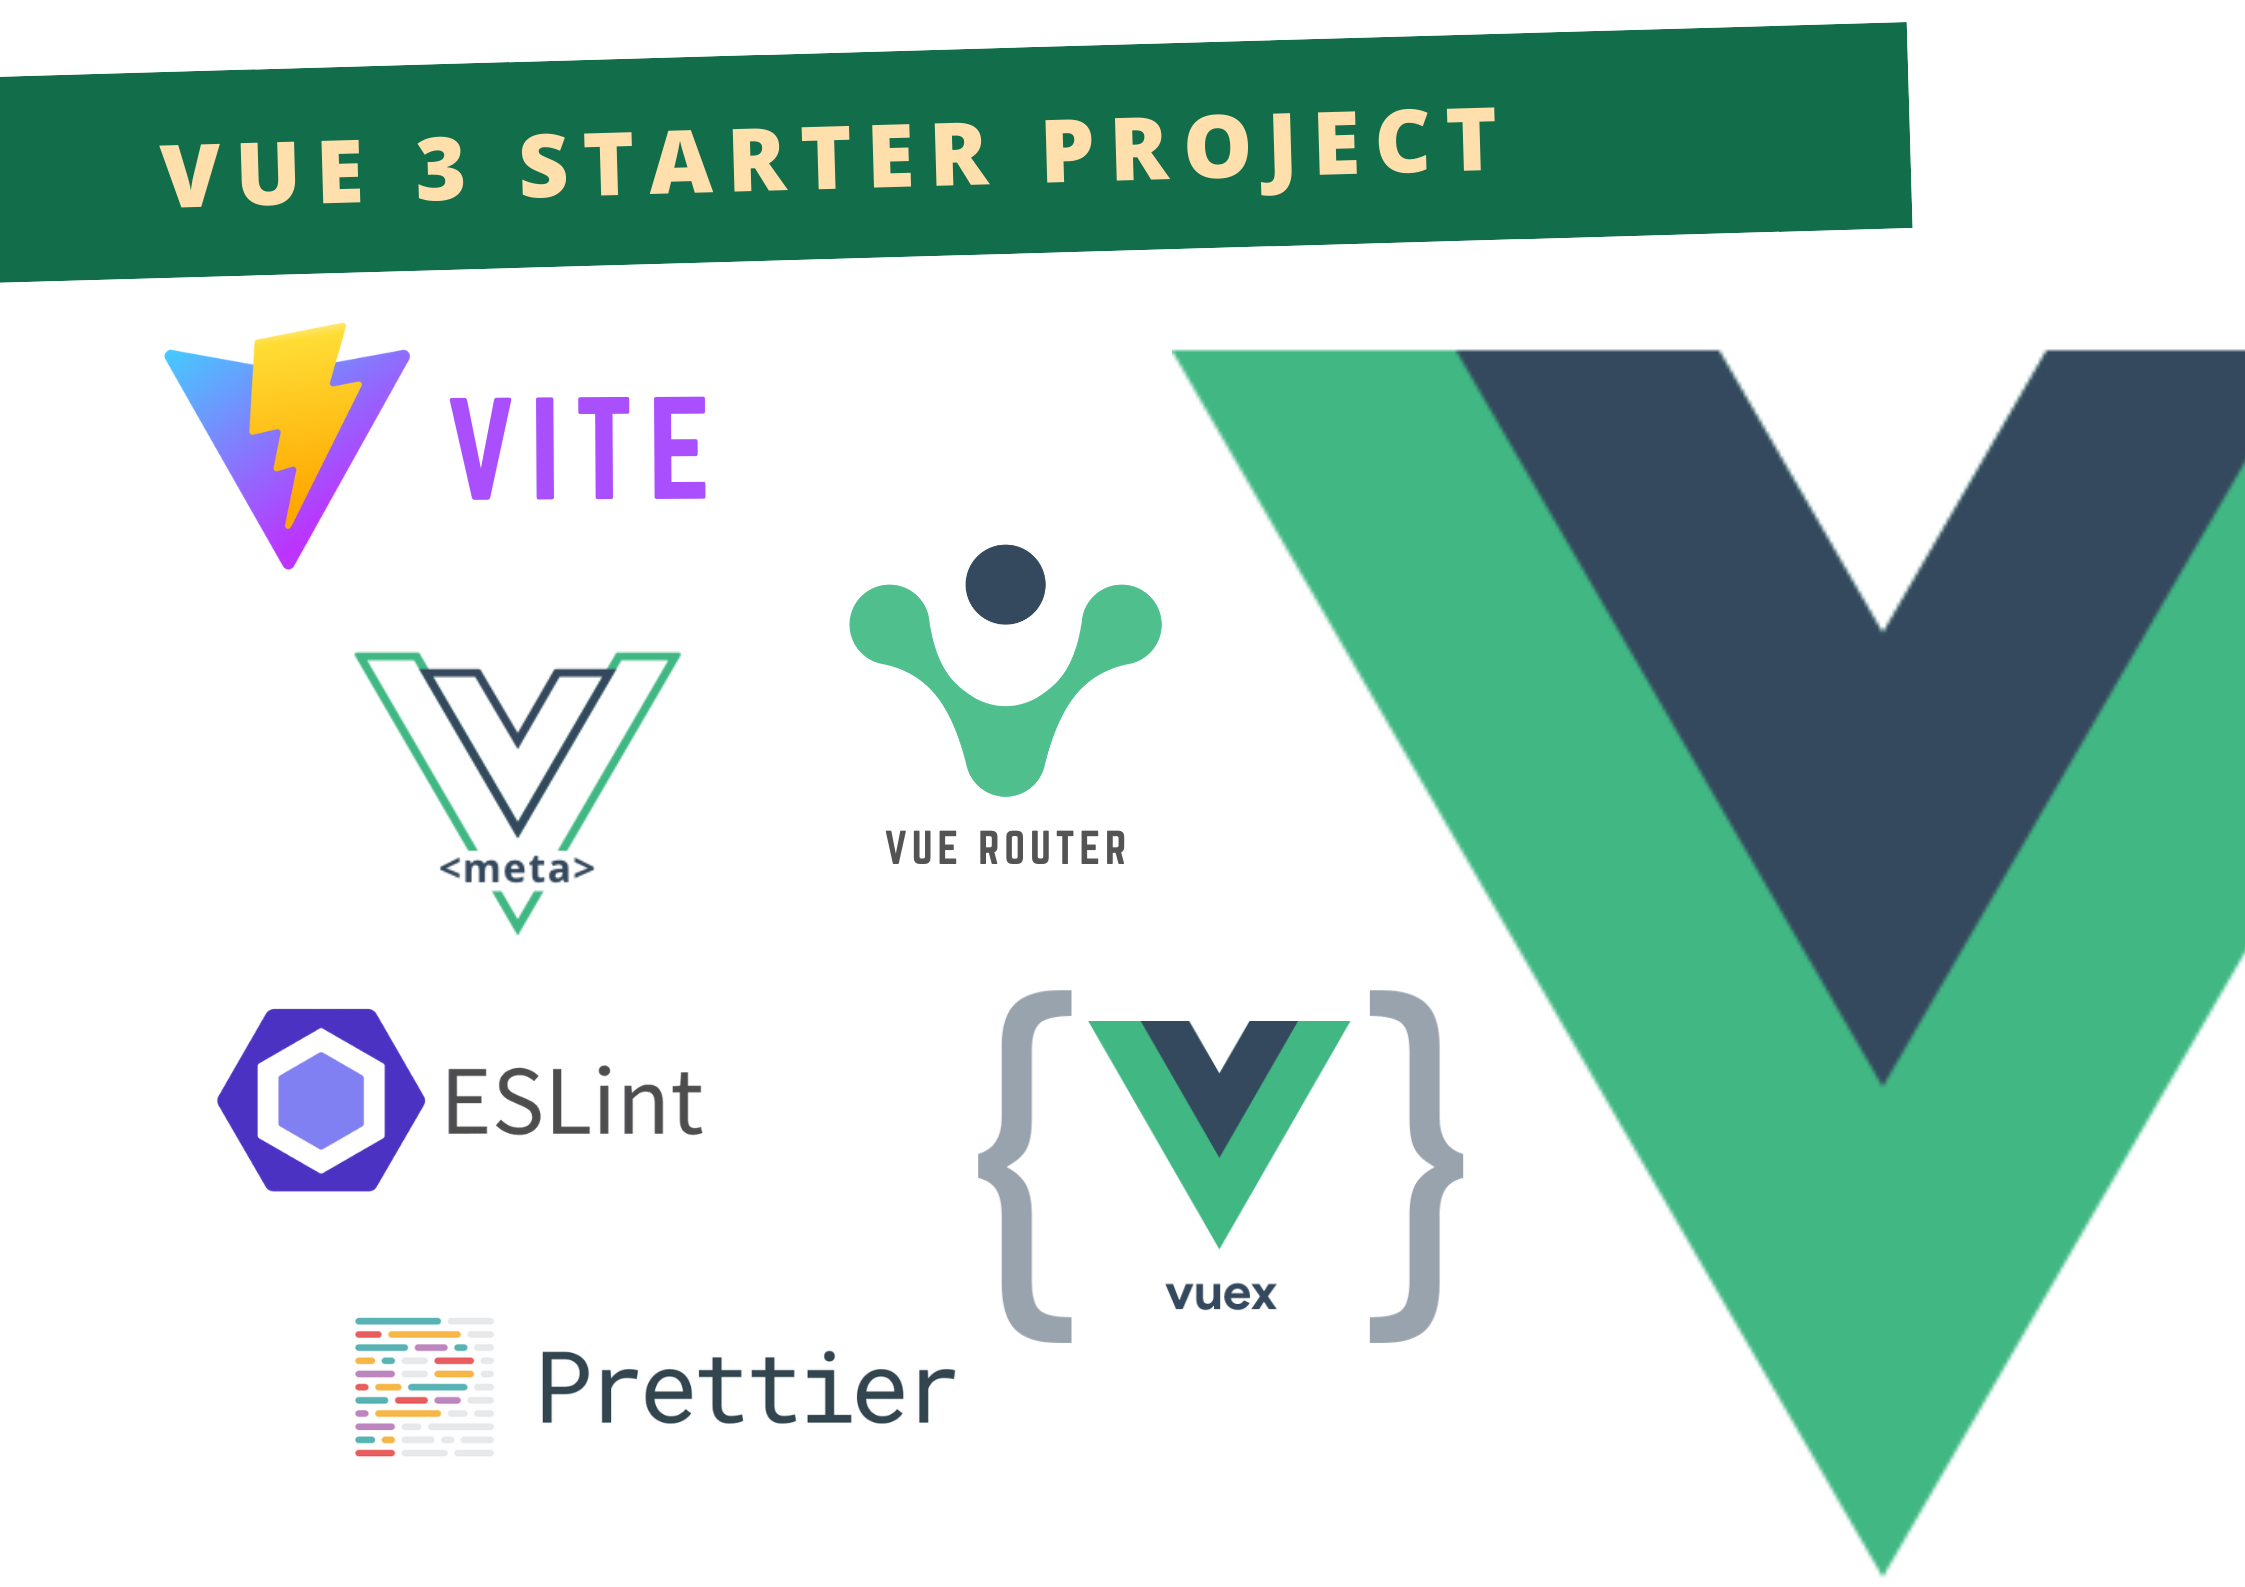 VUE 3 STARTER PROJECT
VITE
<meta>
VUE ROUTER
ESLint
vuex
Prettier